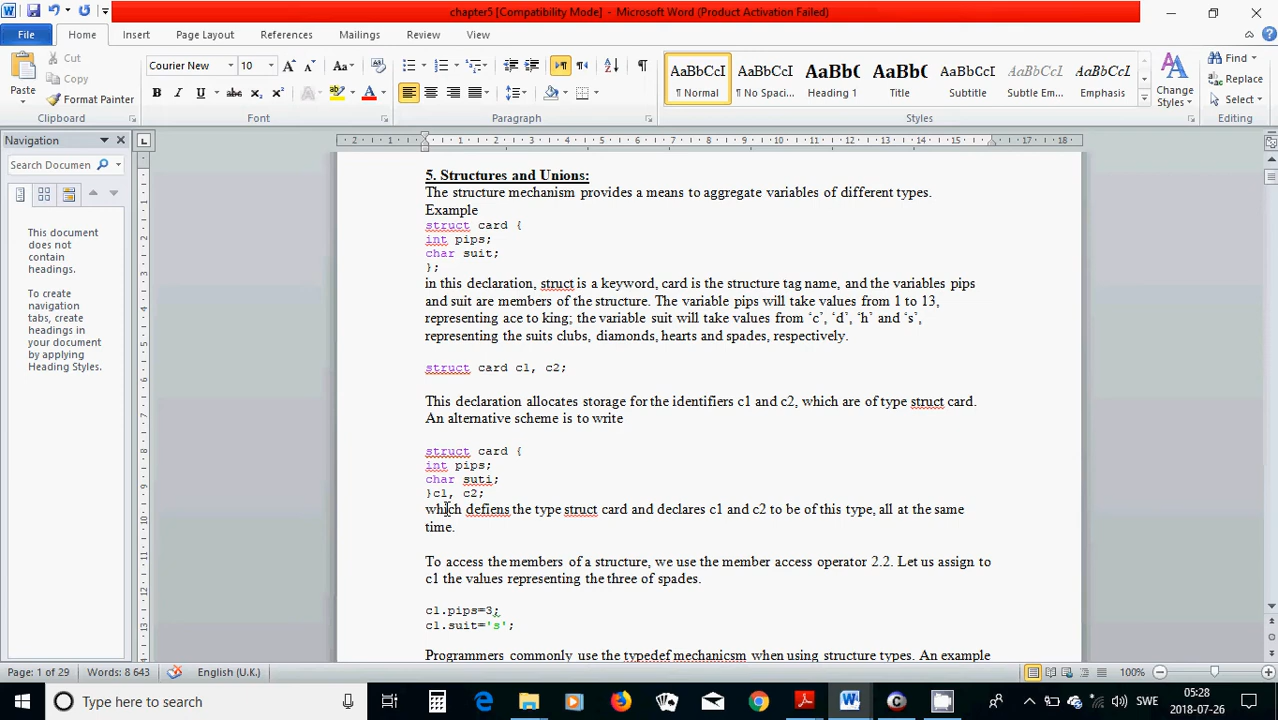 chapter5 [Compatibility Mode] - Microsoft Word (Product Activation Failed)
File Home Insert Page Layout References Mailings Review View
Cut
Copy
Format Painter
Paste
Clipboard
Courier New 10
Font
Paragraph
AaBbCcI AaBbCcI AaBbC AaBbC AaBbCcI AaBbCcI AaBbCcI
¶ Normal ¶ No Spaci... Heading 1 Title Subtitle Subtle Em... Emphasis
Styles
Change Styles
Find
Replace
Select
Editing
Navigation
Search Documen
This document
does not
contain
headings.
To create
navigation
tabs, create
headings in
your document
by applying
Heading Styles.
5. Structures and Unions:
The structure mechanism provides a means to aggregate variables of different types.
Example
struct card {
int pips;
char suit;
};
in this declaration, struct is a keyword, card is the structure tag name, and the variables pips
and suit are members of the structure. The variable pips will take values from 1 to 13,
representing ace to king; the variable suit will take values from ‘c’, ‘d’, ‘h’ and ‘s’,
representing the suits clubs, diamonds, hearts and spades, respectively.
struct card c1, c2;
This declaration allocates storage for the identifiers c1 and c2, which are of type struct card.
An alternative scheme is to write
struct card {
int pips;
char suti;
}c1, c2;
which defiens the type struct card and declares c1 and c2 to be of this type, all at the same
time.
To access the members of a structure, we use the member access operator 2.2. Let us assign to
c1 the values representing the three of spades.
c1.pips=3;
c1.suit='s';
Programmers commonly use the typedef mechanicsm when using structure types. An example
Page: 1 of 29 Words: 8 643 English (U.K.) 100%
Type here to search
SWE
05:28
2018-07-26